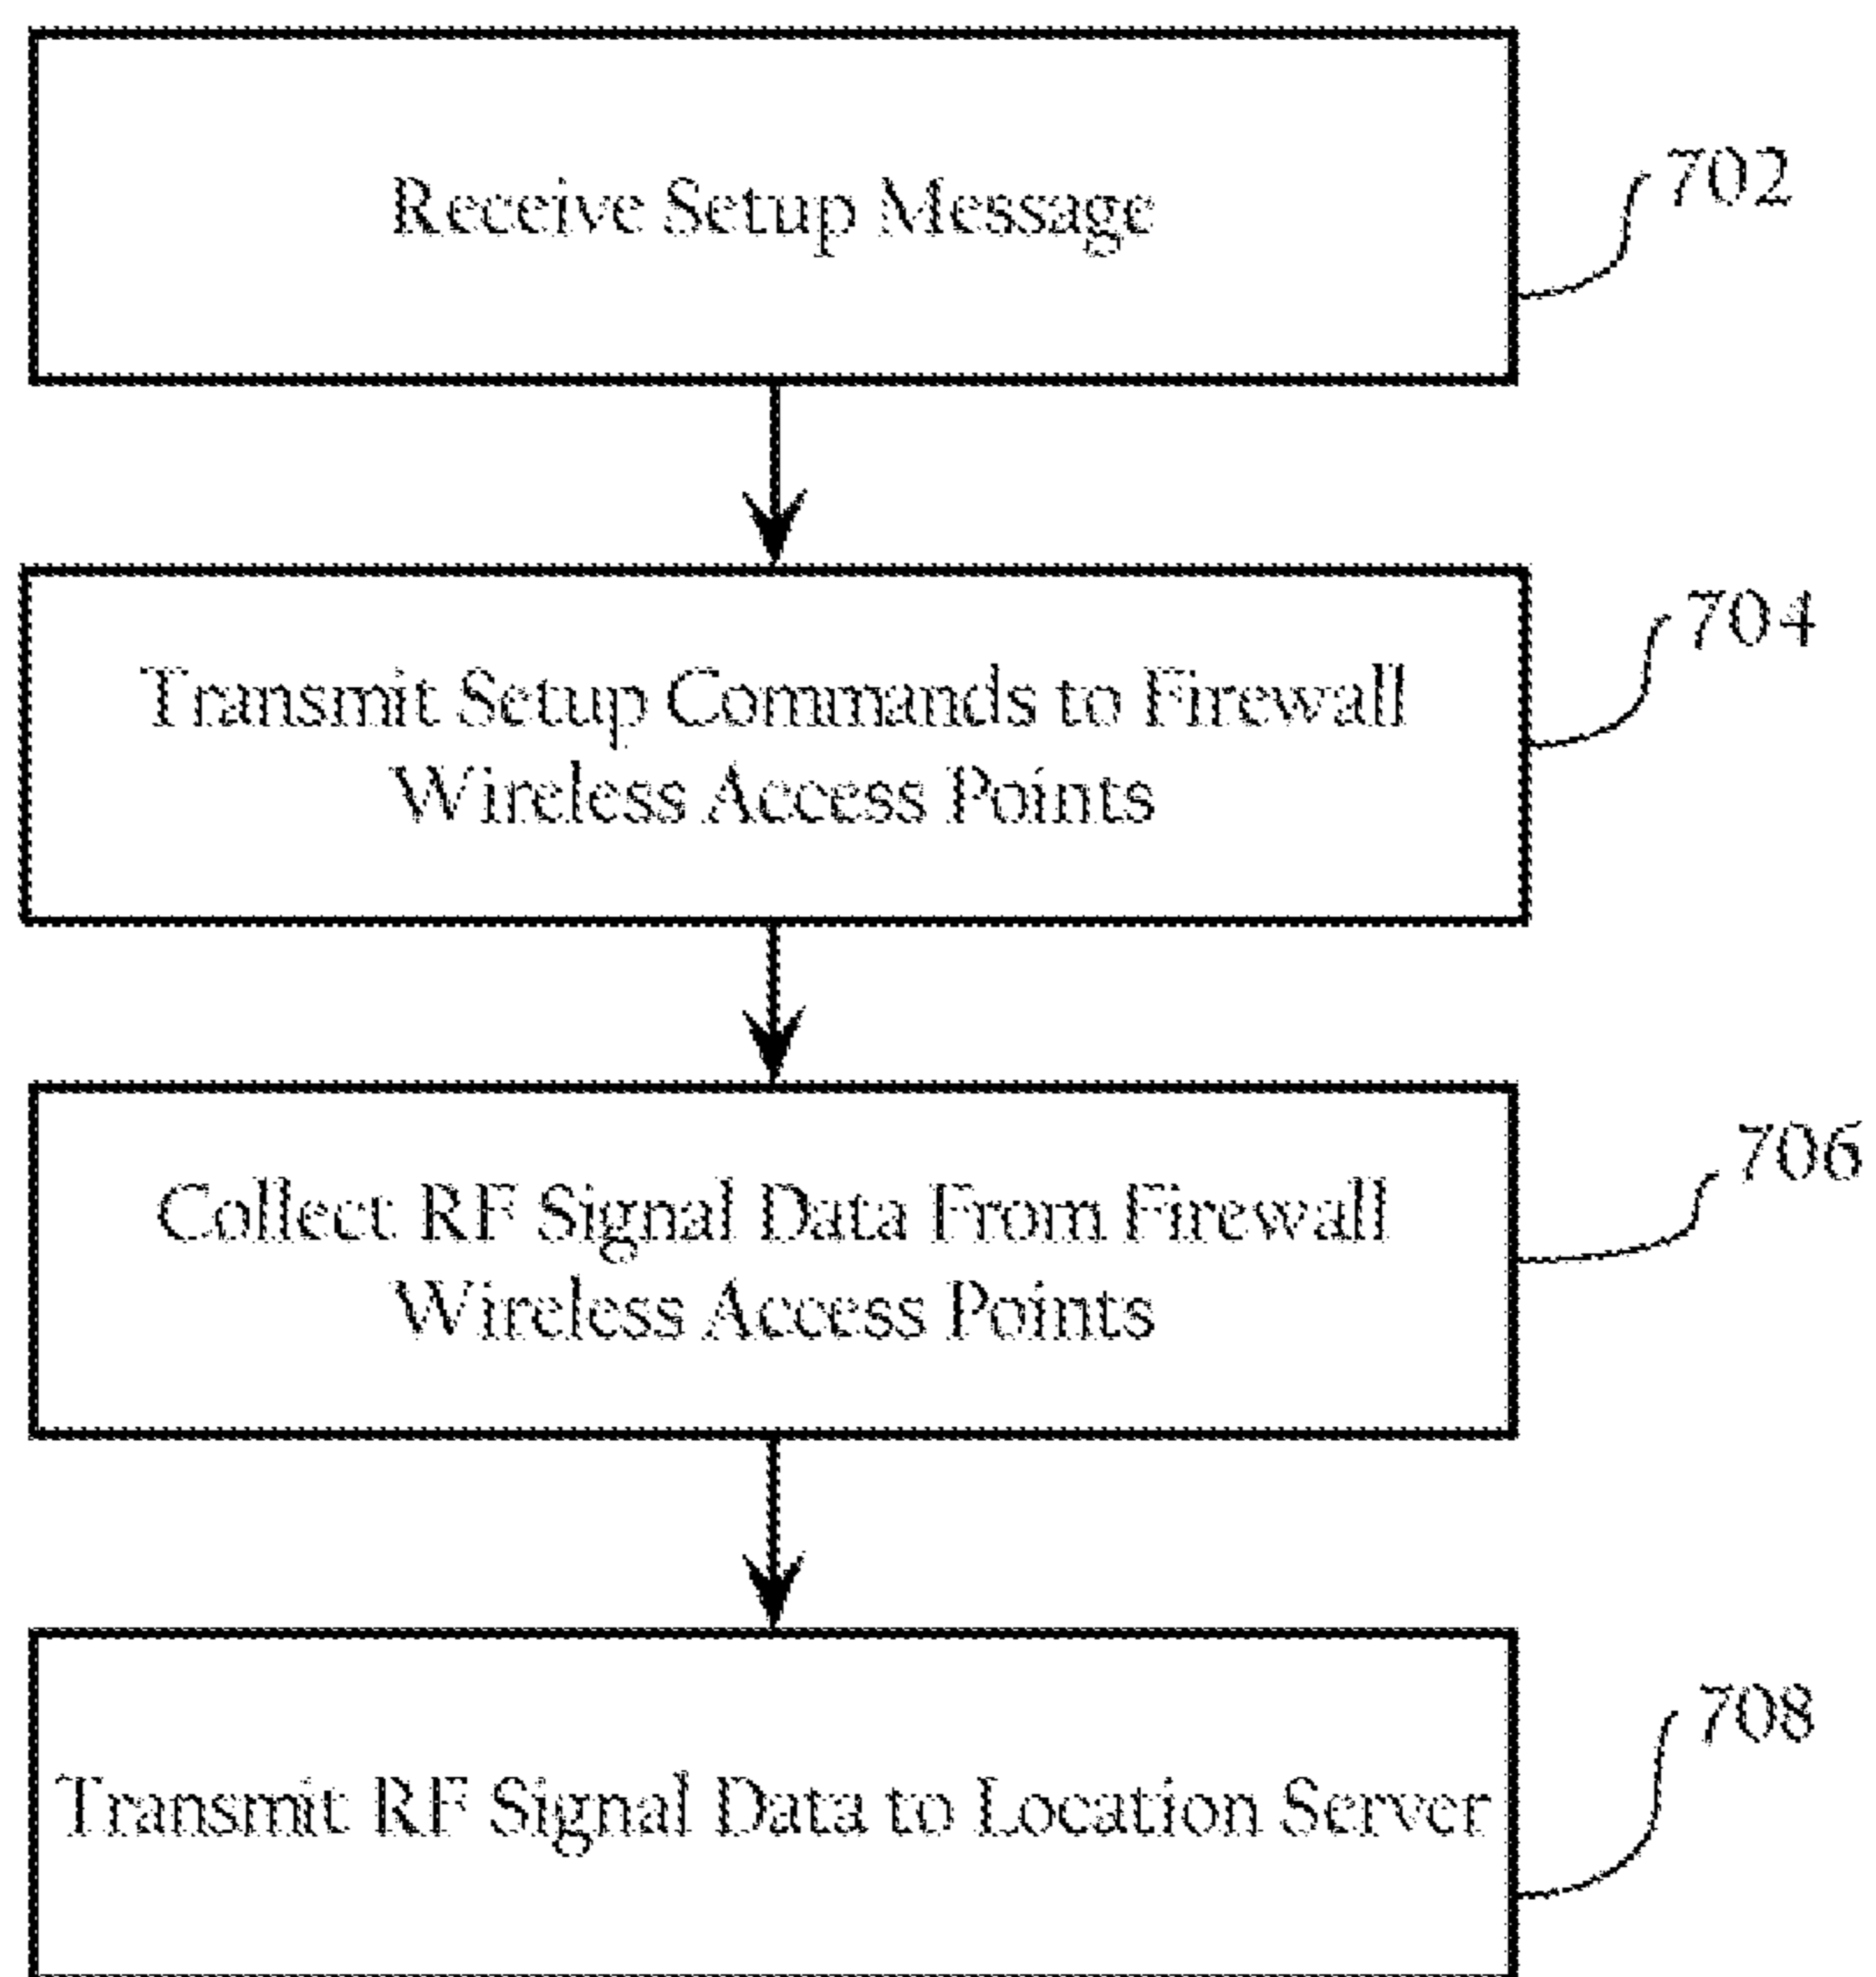 Receive Setup Message
702
Transmit Setup Commands to Firewall
Wireless Access Points
704
Collect RF Signal Data From Firewall
Wireless Access Points
706
Transmit RF Signal Data to Location Server
708